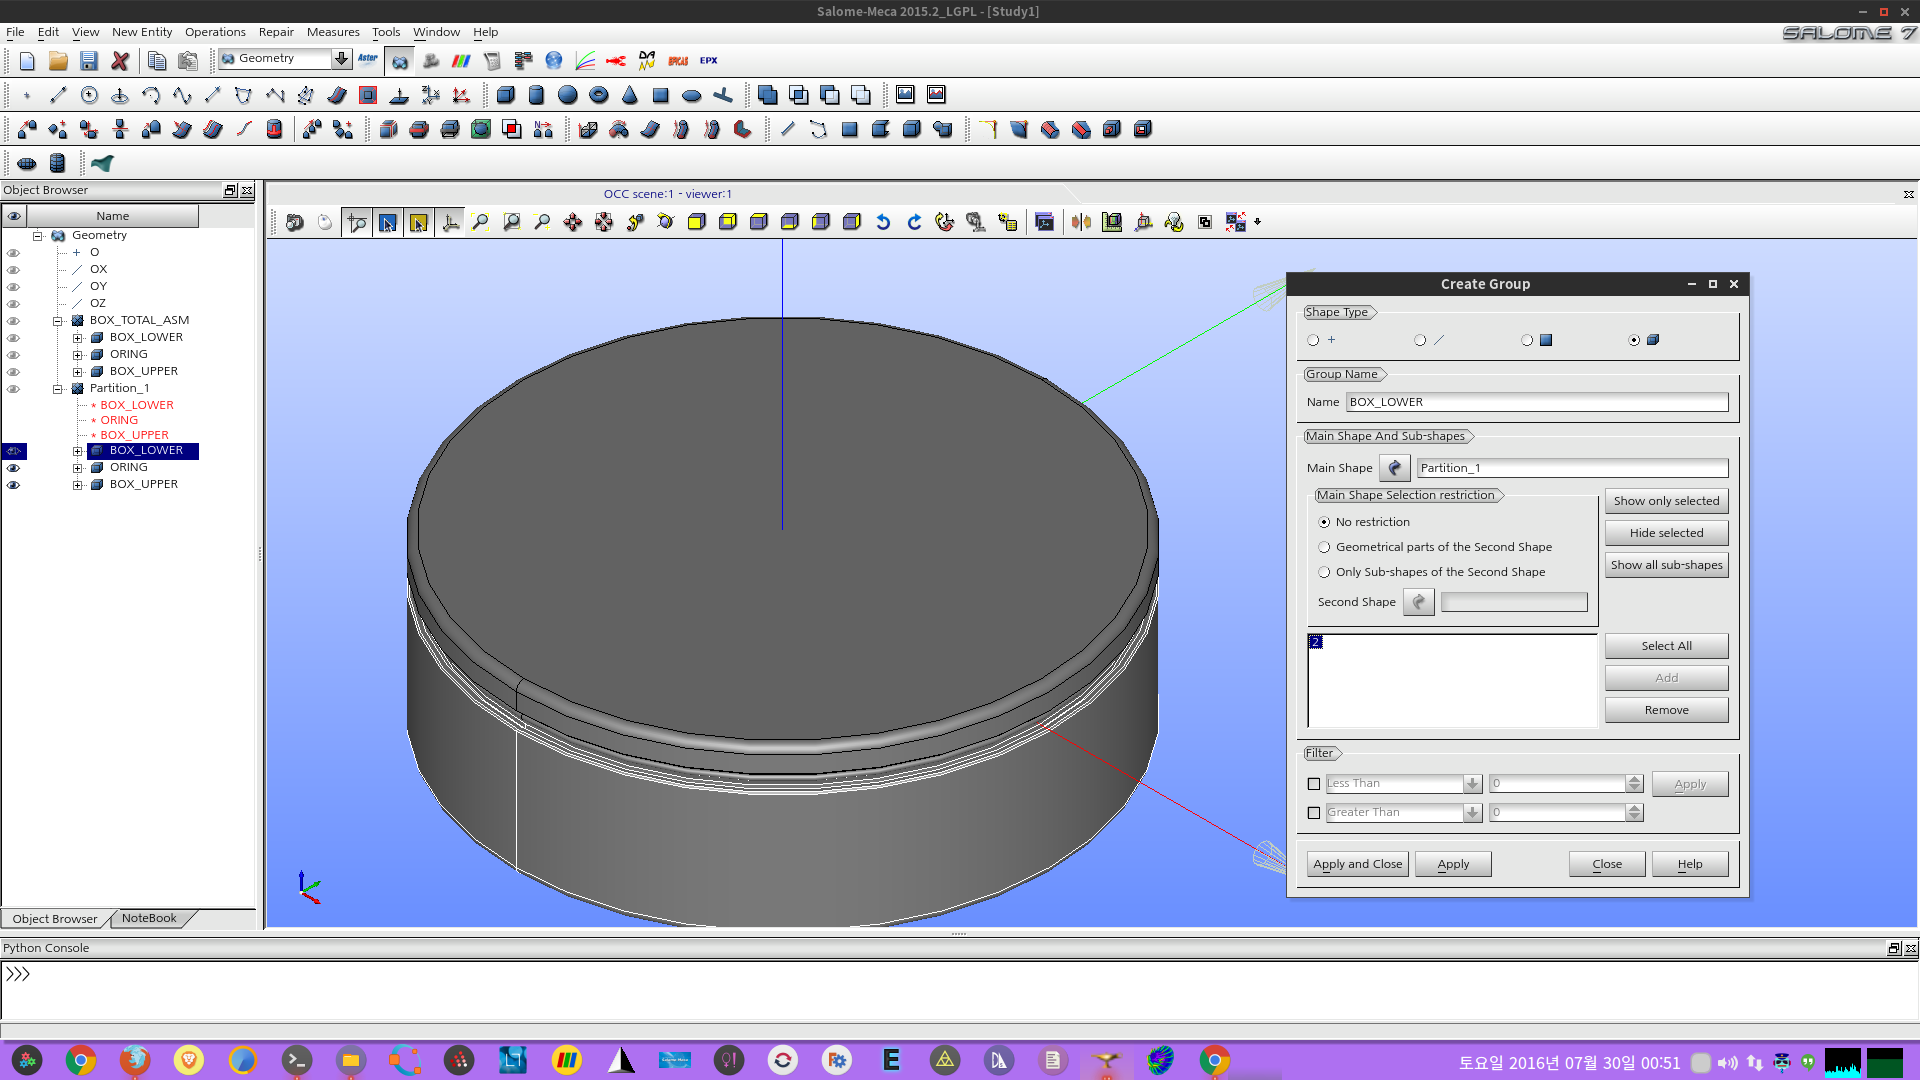 Salome-Meca 2015.2_LGPL - [Study1]
File Edit View New Entity Operations Repair Measures Tools Window Help
SALOME 7
Geometry
Aster
EFICAS
EPX
Object Browser
OCC scene:1 - viewer:1
Name
Geometry
O
OX
OY
OZ
BOX_TOTAL_ASM
BOX_LOWER
ORING
BOX_UPPER
Partition_1
* BOX_LOWER
* ORING
* BOX_UPPER
BOX_LOWER
ORING
BOX_UPPER
Create Group
Shape Type
Group Name
Name BOX_LOWER
Main Shape And Sub-shapes
Main Shape Partition_1
Main Shape Selection restriction
Show only selected
No restriction
Hide selected
Geometrical parts of the Second Shape
Show all sub-shapes
Only Sub-shapes of the Second Shape
Second Shape
2
Select All
Add
Remove
Filter
Less Than 0 Apply
Greater Than 0
Apply and Close Apply Close Help
Object Browser NoteBook
Python Console
>>>
토요일 2016년 07월 30일 00:51